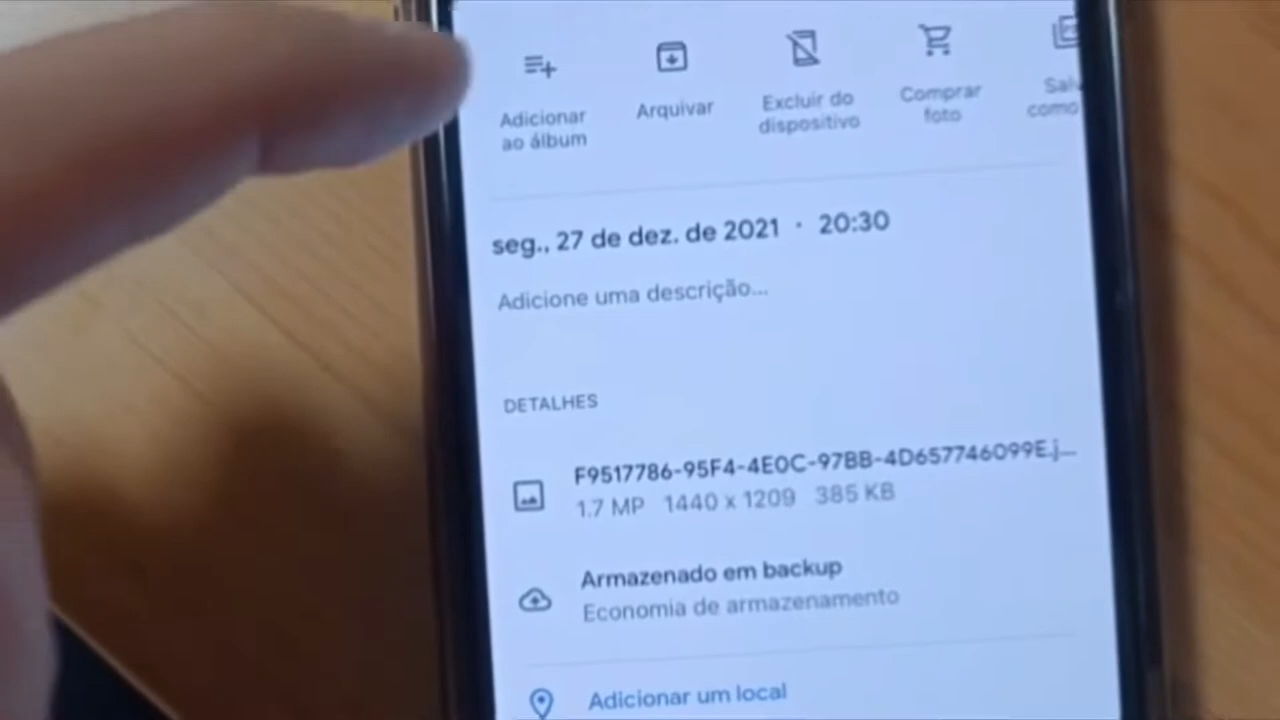 Adicionar
ao álbum
Arquivar
Excluir do
dispositivo
Comprar
foto
como
seg., 27 de dez. de 2021 · 20:30
Adicione uma descrição...
DETALHES
F9517786-95F4-4E0C-97BB-4D657746099E.j...
1.7 MP 1440 x 1209 385 KB
Armazenado em backup
Economia de armazenamento
Adicionar um local